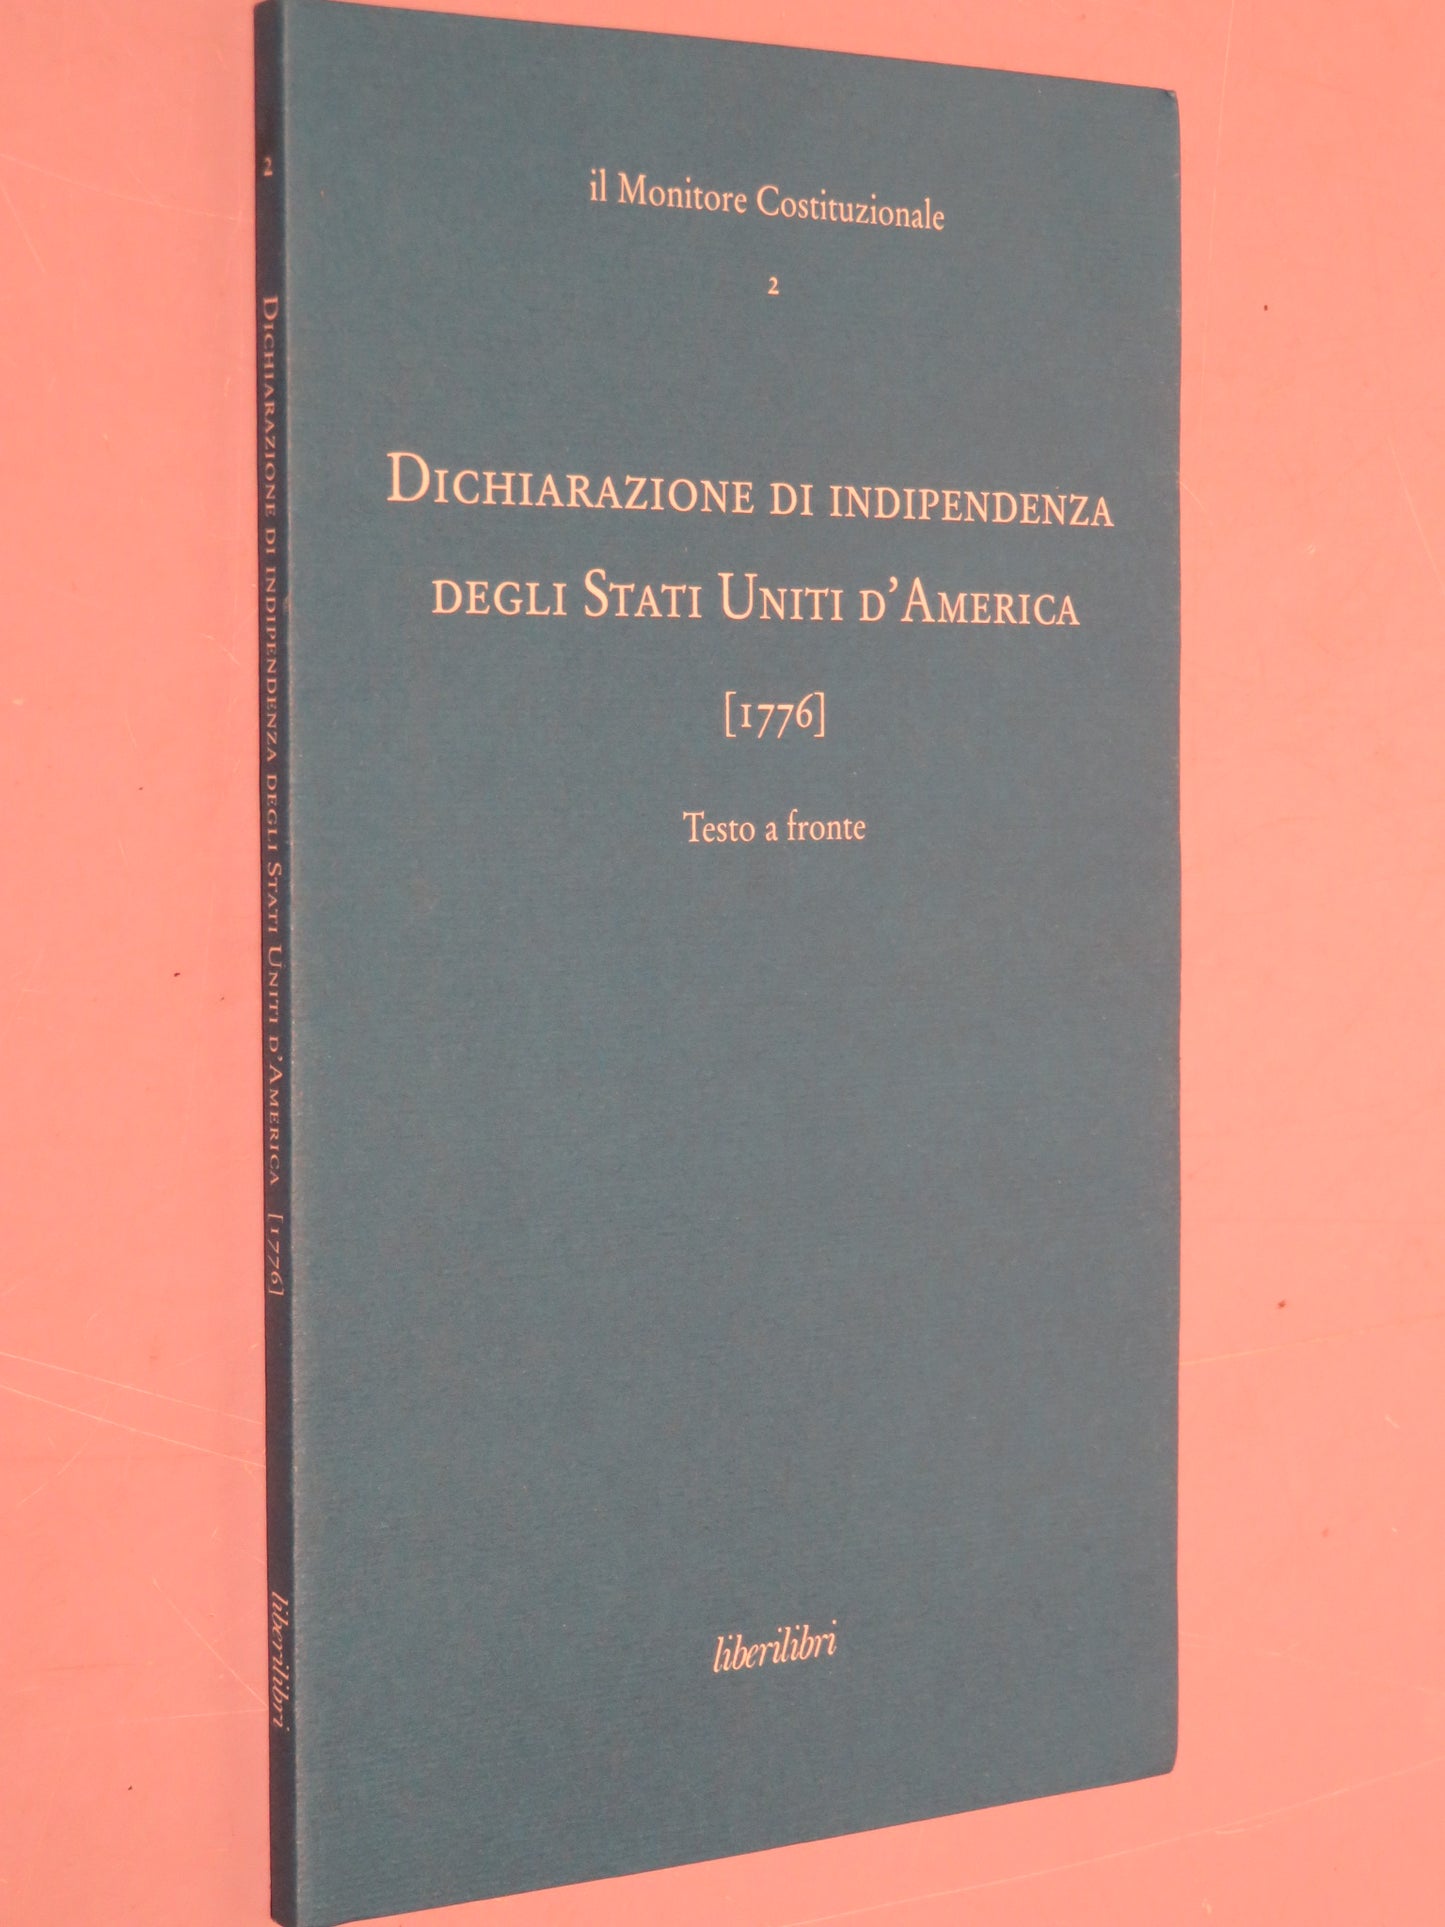 il Monitore Costituzionale
2
Dichiarazione di indipendenza
degli Stati Uniti d'America
[1776]
Testo a fronte
liberilibri
2
Dichiarazione di indipendenza degli Stati Uniti d'America [1776]
liberilibri